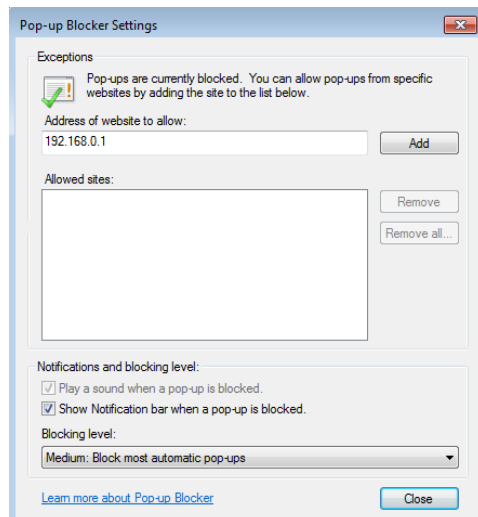 Pop-up Blocker Settings
Exceptions
Pop-ups are currently blocked. You can allow pop-ups from specific
websites by adding the site to the list below.
Address of website to allow:
192.168.0.1
Add
Allowed sites:
Remove
Remove all...
Notifications and blocking level:
Play a sound when a pop-up is blocked.
Show Notification bar when a pop-up is blocked.
Blocking level:
Medium: Block most automatic pop-ups
Learn more about Pop-up Blocker
Close